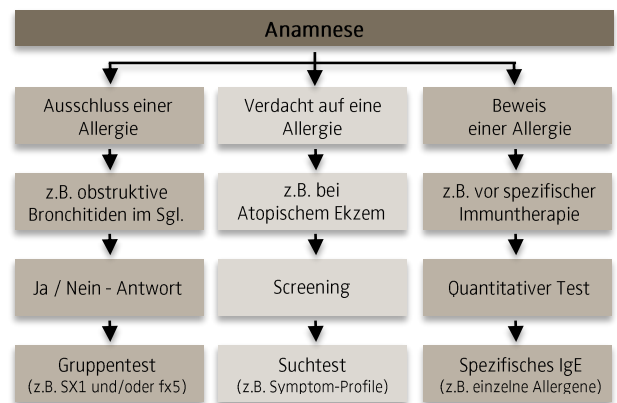 Anamnese
Ausschluss einer
Allergie
Verdacht auf eine
Allergie
Beweis
einer Allergie
z.B. obstruktive
Bronchitiden im Sgl.
z.B. bei
Atopischem Ekzem
z.B. vor spezifischer
Immuntherapie
Ja / Nein - Antwort
Screening
Quantitativer Test
Gruppentest
(z.B. SX1 und/oder fx5)
Suchtest
(z.B. Symptom-Profile)
Spezifisches IgE
(z.B. einzelne Allergene)